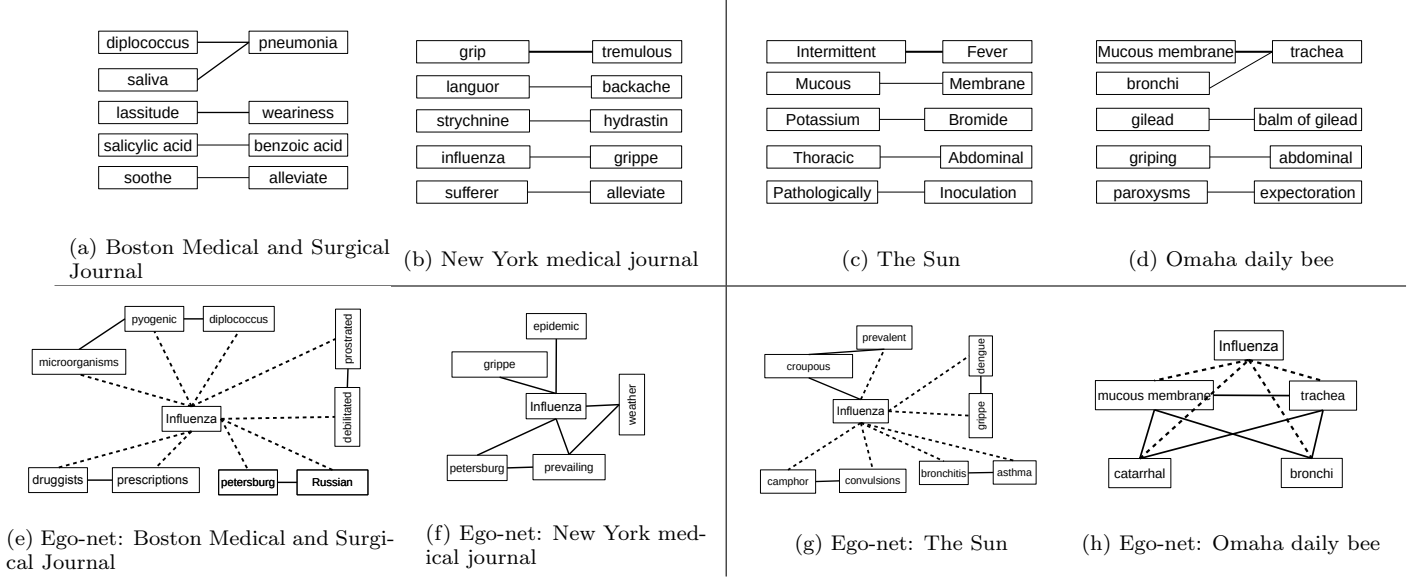 diplococcus pneumonia
saliva
lassitude weariness
salicylic acid benzoic acid
soothe alleviate
(a) Boston Medical and Surgical
Journal
grip tremulous
languor backache
strychnine hydrastin
influenza grippe
sufferer alleviate
(b) New York medical journal
Intermittent Fever
Mucous Membrane
Potassium Bromide
Thoracic Abdominal
Pathologically Inoculation
(c) The Sun
Mucous membrane trachea
bronchi
gilead balm of gilead
griping abdominal
paroxysms expectoration
(d) Omaha daily bee
pyogenic diplococcus
prostrated
microorganisms
debilitated
Influenza
druggists prescriptions petersburg Russian
(e) Ego-net: Boston Medical and Surgi-
cal Journal
epidemic
grippe
weather
Influenza
petersburg prevailing
(f) Ego-net: New York med-
ical journal
prevalent
dengue
croupous
Influenza
grippe
camphor convulsions bronchitis asthma
(g) Ego-net: The Sun
Influenza
mucous membrane trachea
catarrhal bronchi
(h) Ego-net: Omaha daily bee